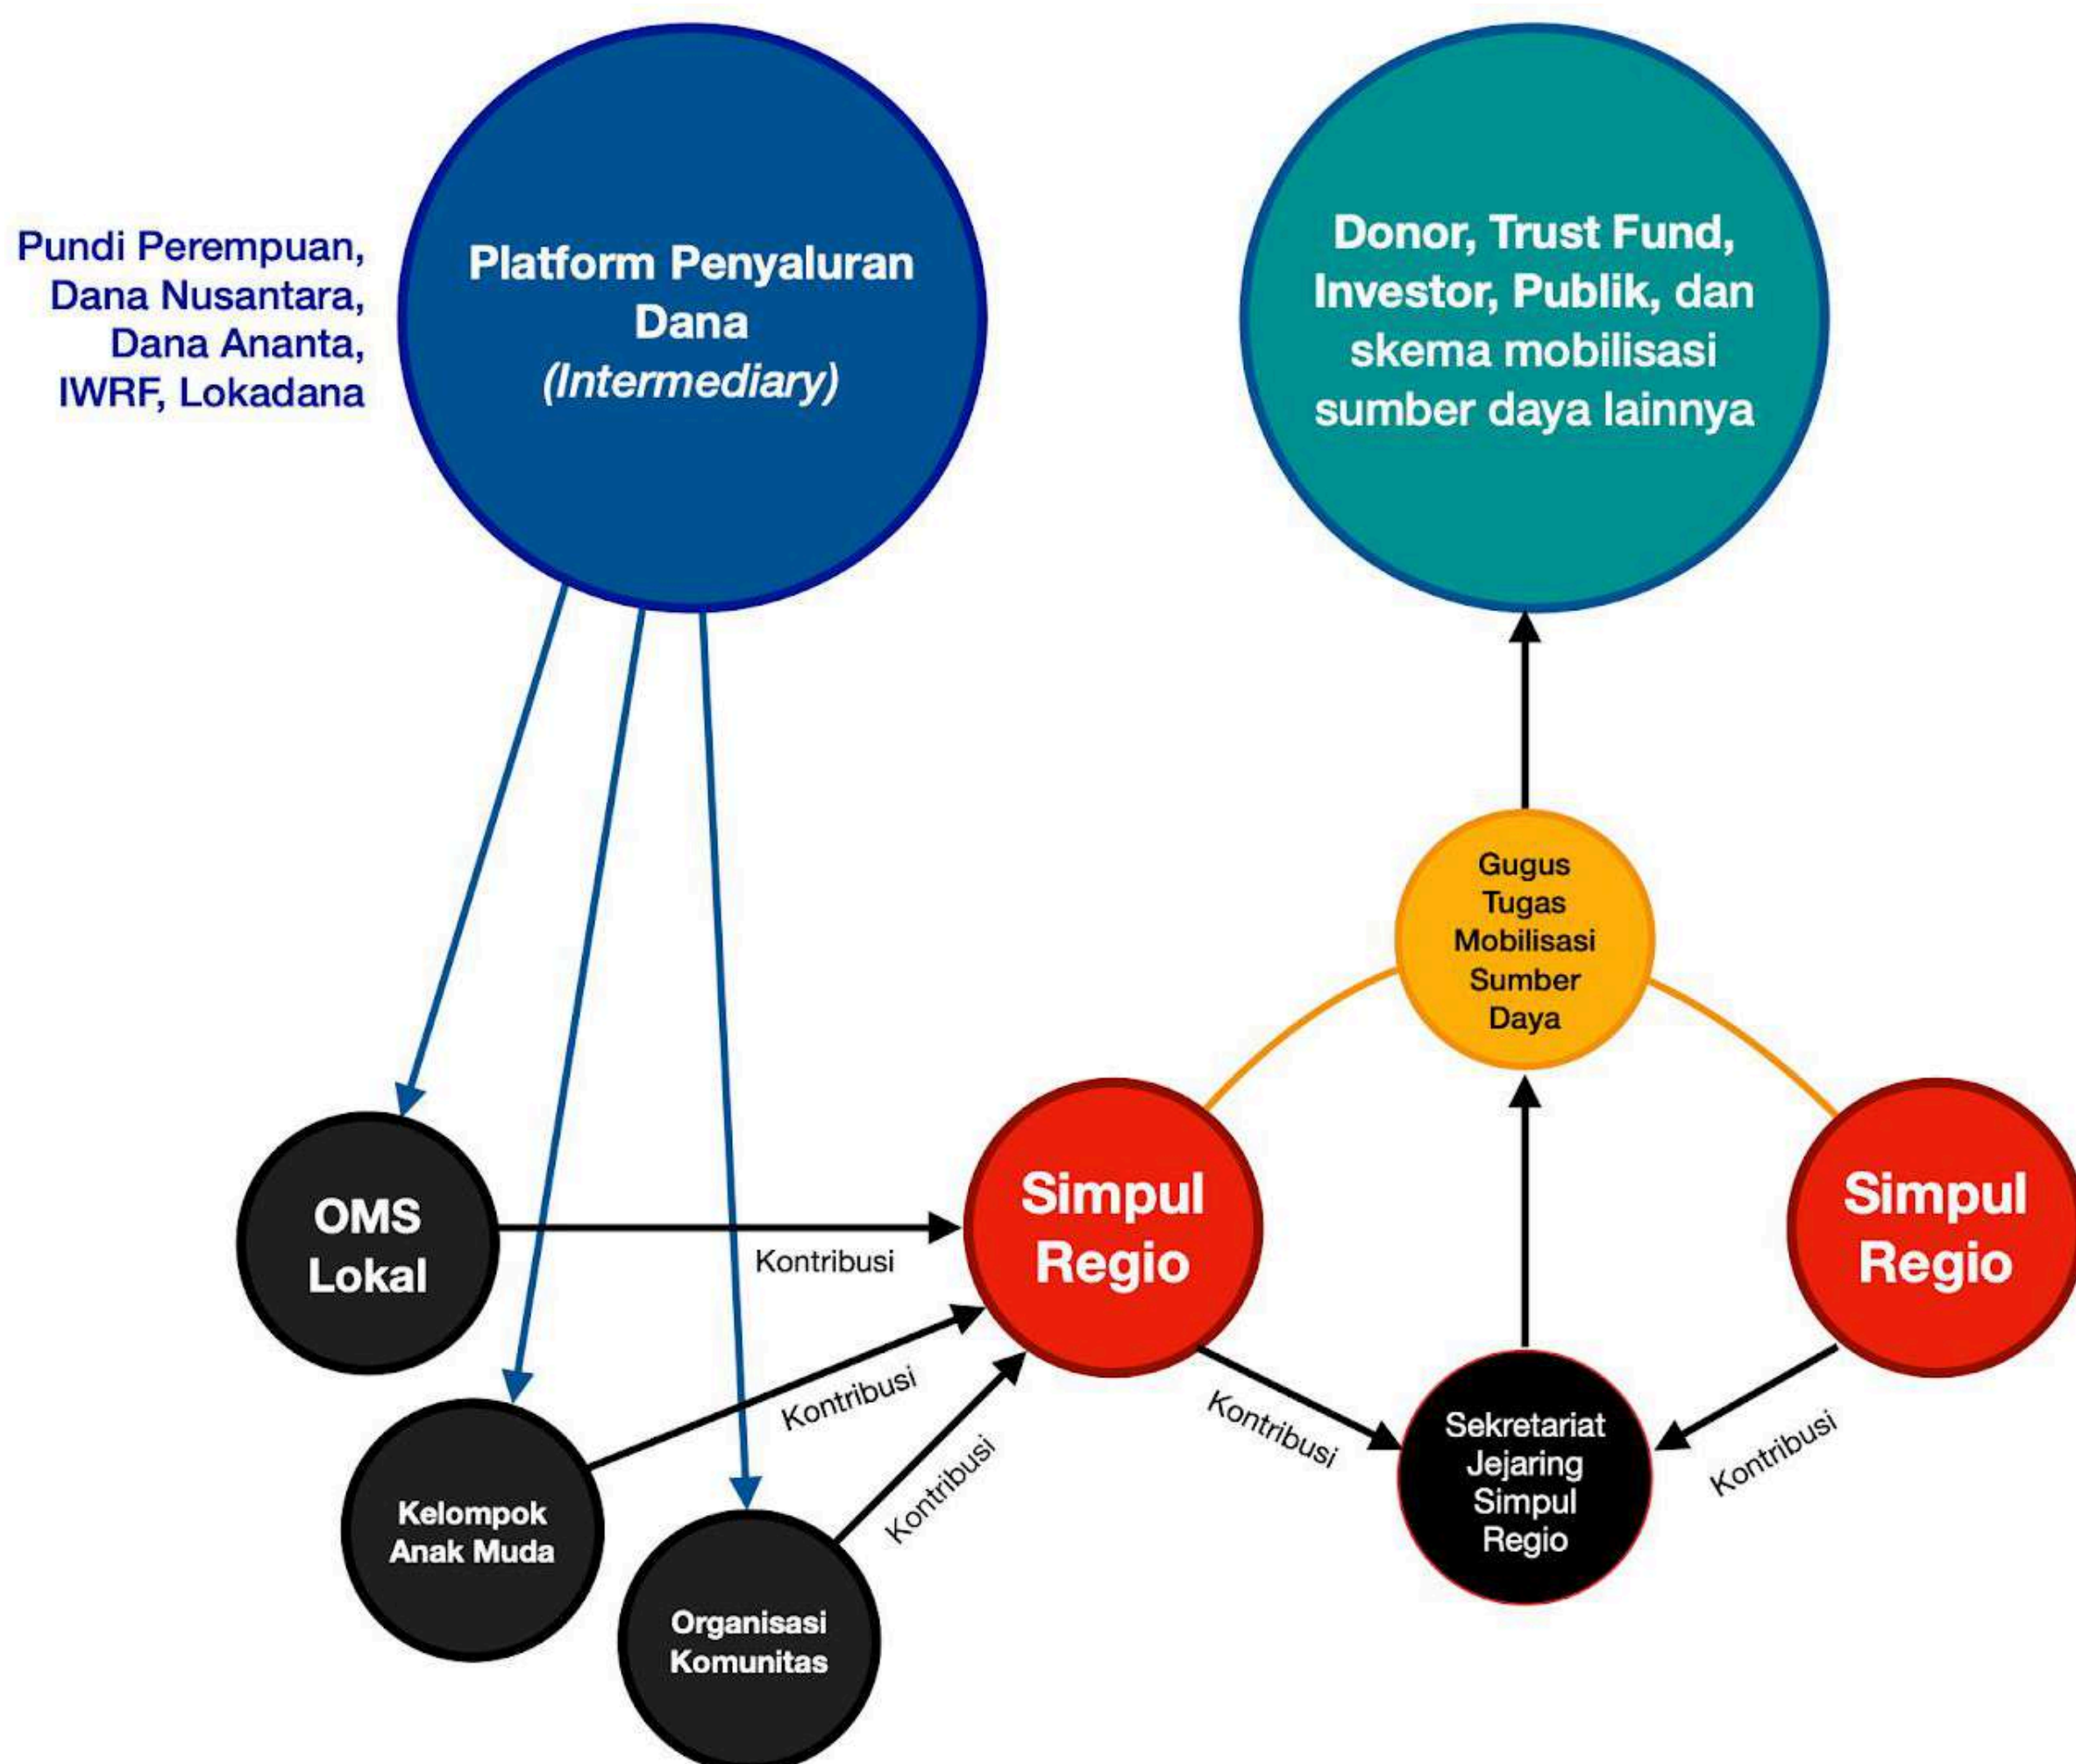 Pundi Perempuan,
Dana Nusantara,
Dana Ananta,
IWRF, Lokadana
Platform Penyaluran
Dana
(Intermediary)
Donor, Trust Fund,
Investor, Publik, dan
skema mobilisasi
sumber daya lainnya
Gugus
Tugas
Mobilisasi
Sumber
Daya
OMS
Lokal
Kontribusi
Simpul
Regio
Simpul
Regio
Kontribusi
Kontribusi
Kontribusi
Kontribusi
Sekretariat
Jejaring
Simpul
Regio
Kelompok
Anak Muda
Organisasi
Komunitas